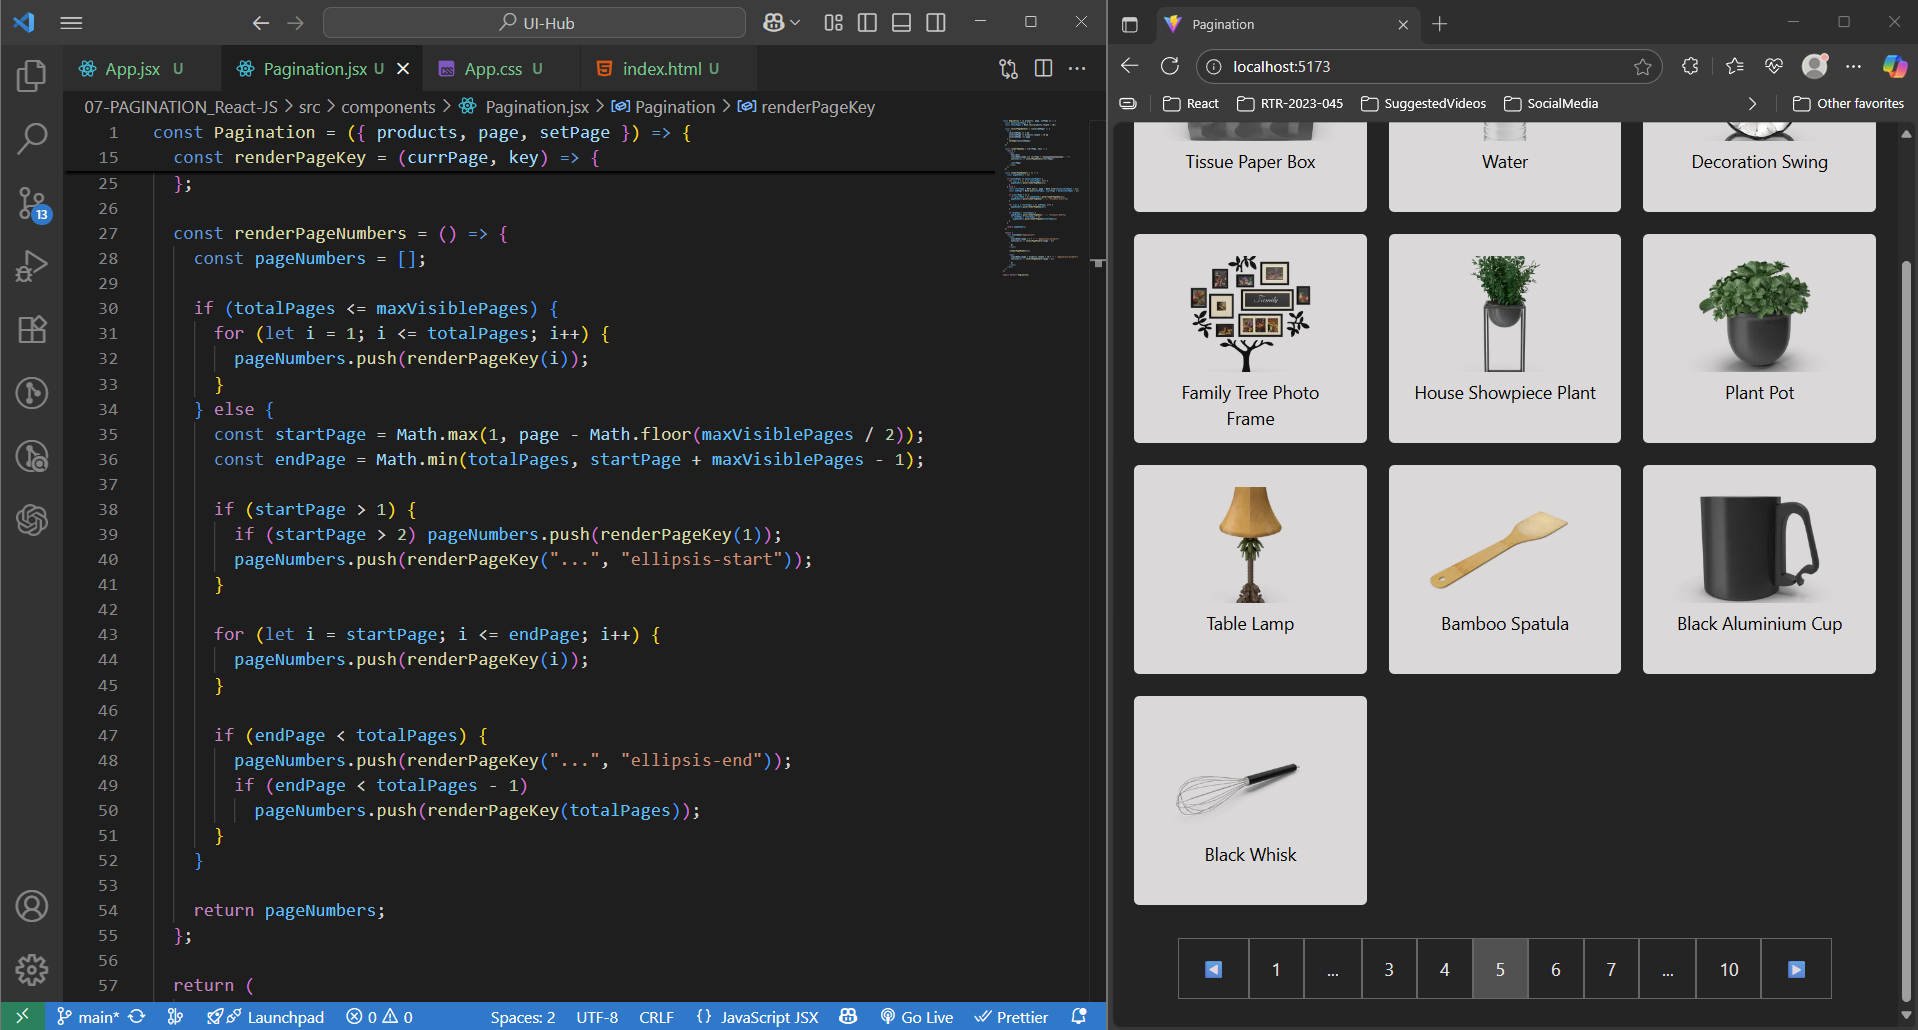 UI-Hub
App.jsx U
Pagination.jsx U
App.css U
index.html U
07-PAGINATION_React-JS > src > components > Pagination.jsx > Pagination > renderPageKey
1 const Pagination = ({ products, page, setPage }) => {
15 const renderPageKey = (currPage, key) => {
25 };
26
27 const renderPageNumbers = () => {
28 const pageNumbers = [];
29
30 if (totalPages <= maxVisiblePages) {
31 for (let i = 1; i <= totalPages; i++) {
32 pageNumbers.push(renderPageKey(i));
33 }
34 } else {
35 const startPage = Math.max(1, page - Math.floor(maxVisiblePages / 2));
36 const endPage = Math.min(totalPages, startPage + maxVisiblePages - 1);
37
38 if (startPage > 1) {
39 if (startPage > 2) pageNumbers.push(renderPageKey(1));
40 pageNumbers.push(renderPageKey("...", "ellipsis-start"));
41 }
42
43 for (let i = startPage; i <= endPage; i++) {
44 pageNumbers.push(renderPageKey(i));
45 }
46
47 if (endPage < totalPages) {
48 pageNumbers.push(renderPageKey("...", "ellipsis-end"));
49 if (endPage < totalPages - 1)
50 pageNumbers.push(renderPageKey(totalPages));
51 }
52 }
53
54 return pageNumbers;
55 };
56
57 return (
13
main* Launchpad 0 0 Spaces: 2 UTF-8 CRLF {} JavaScript JSX Go Live Prettier
Pagination
localhost:5173
React RTR-2023-045 SuggestedVideos SocialMedia Other favorites
Tissue Paper Box
Water
Decoration Swing
Family
Family Tree Photo
Frame
House Showpiece Plant
Plant Pot
Table Lamp
Bamboo Spatula
Black Aluminium Cup
Black Whisk
1 ... 3 4 5 6 7 ... 10